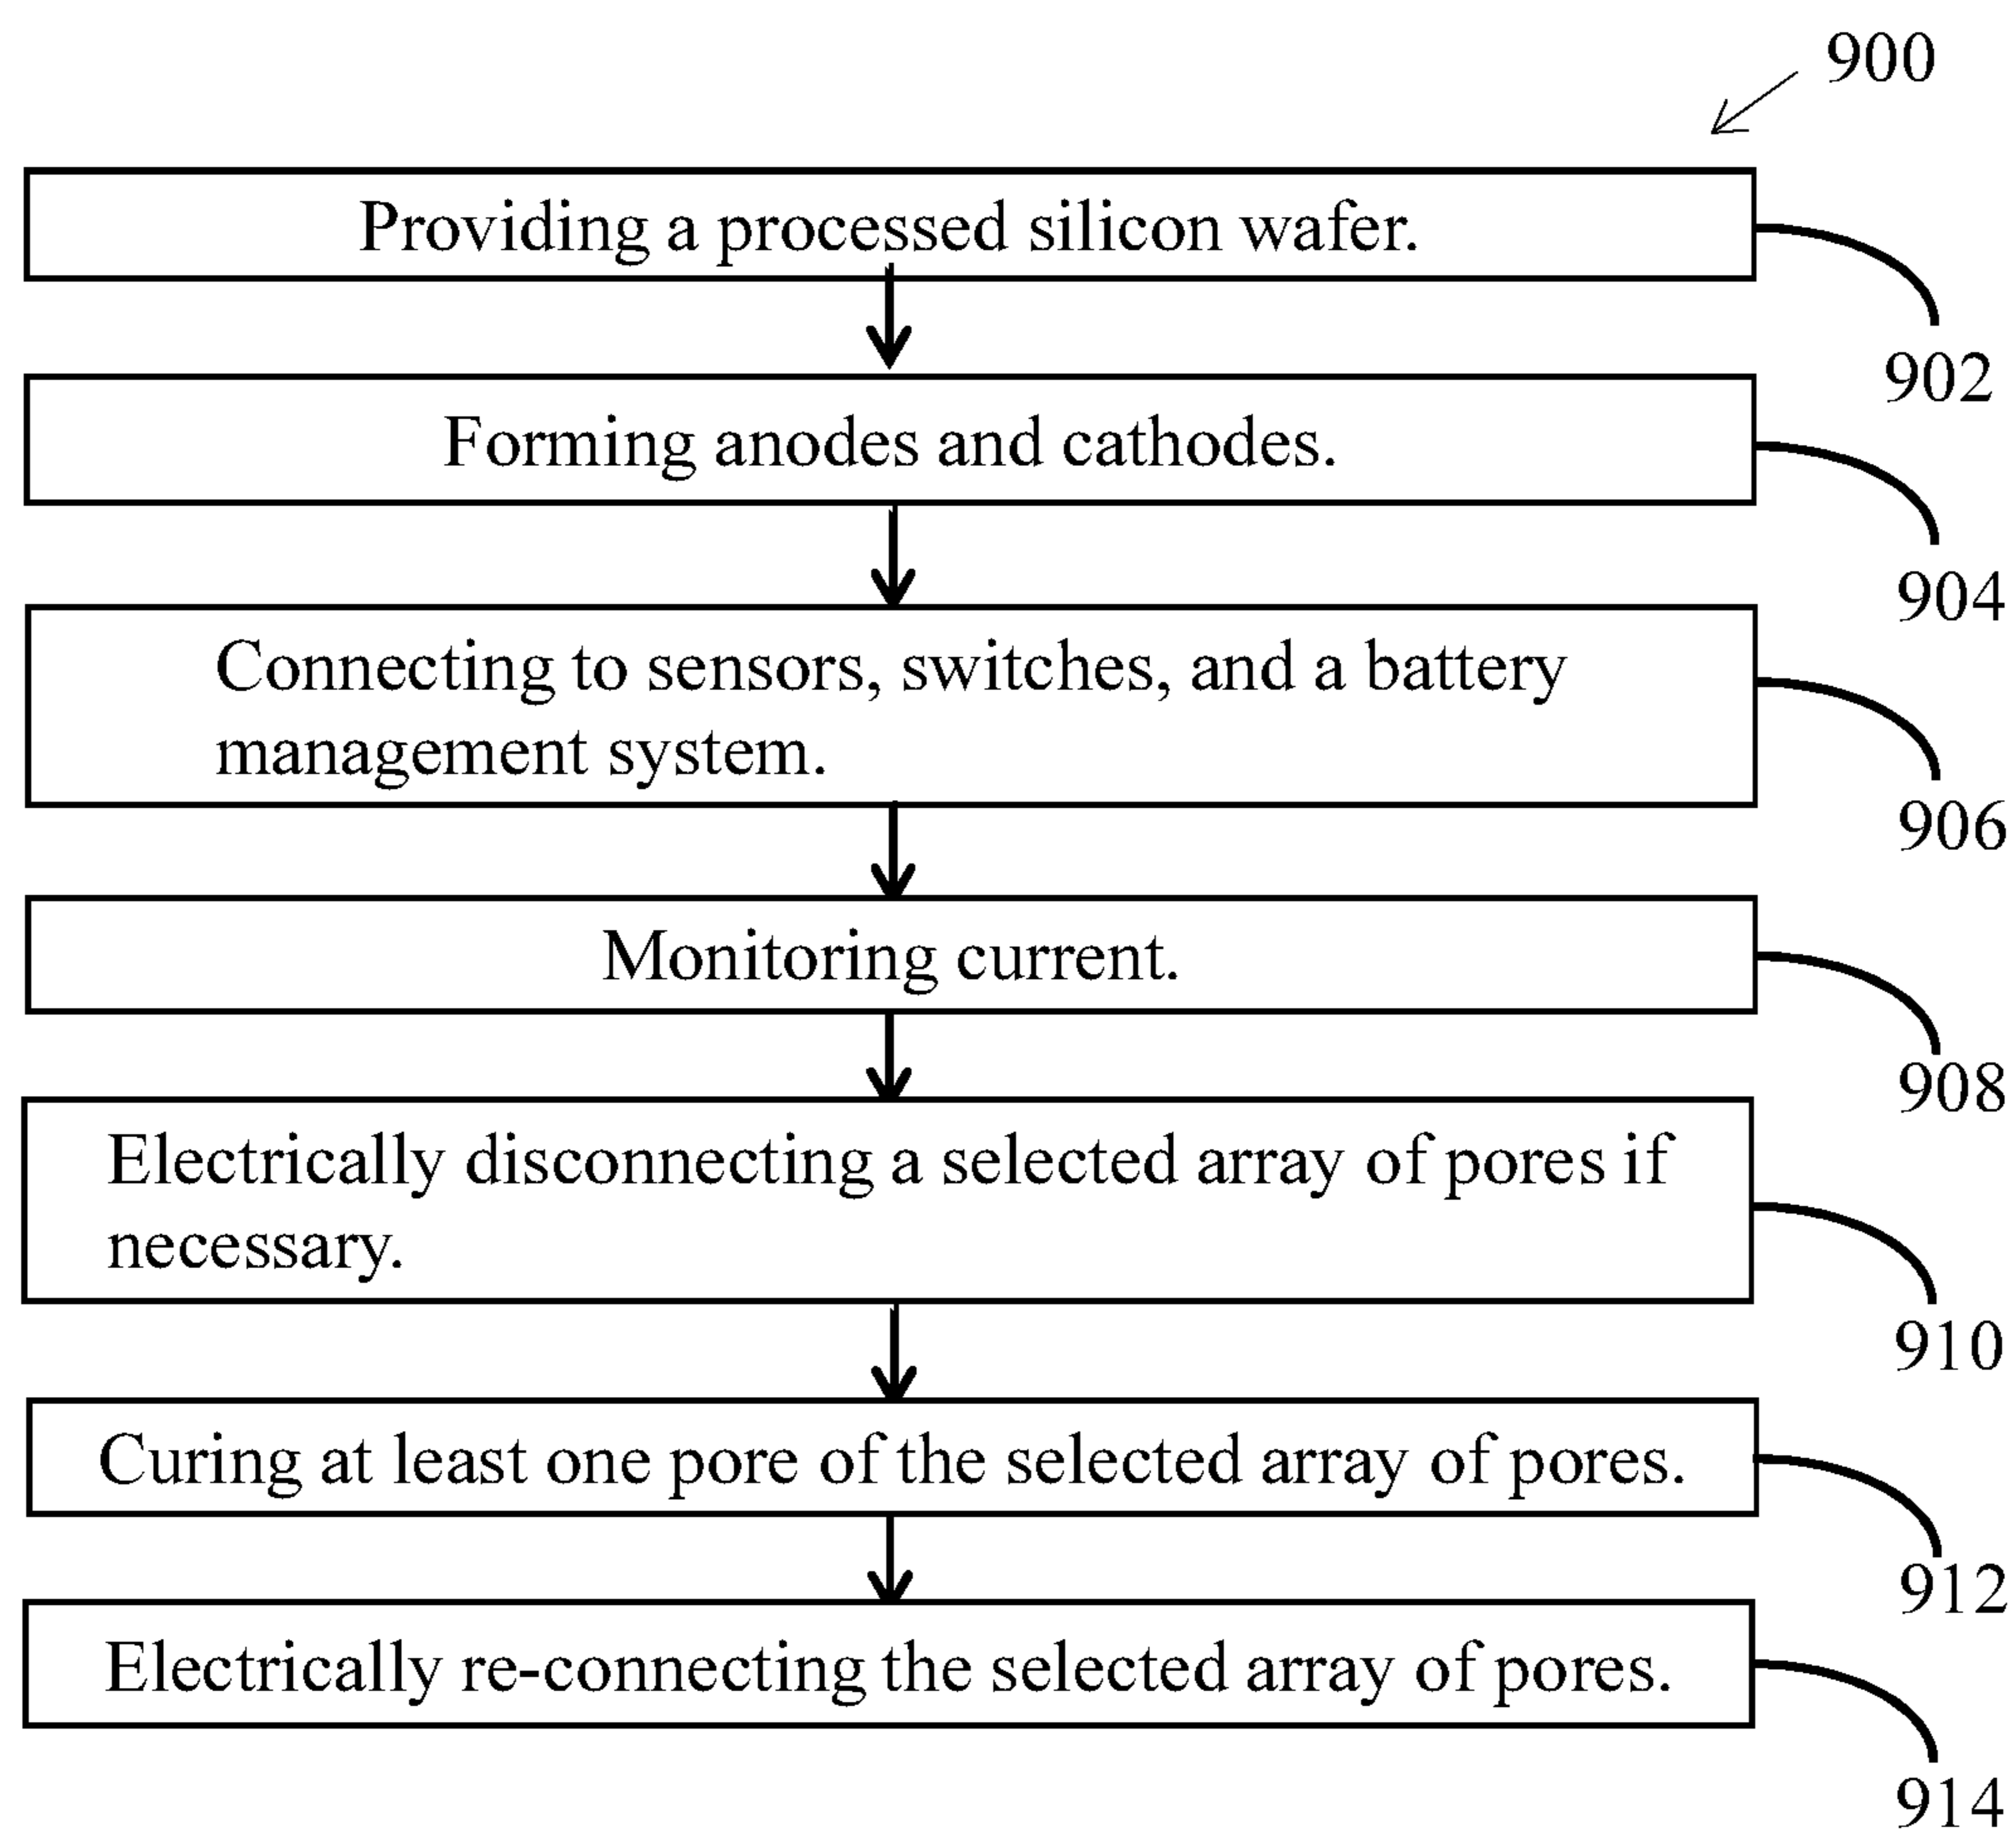 900
Providing a processed silicon wafer.
902
Forming anodes and cathodes.
904
Connecting to sensors, switches, and a battery
management system.
906
Monitoring current.
908
Electrically disconnecting a selected array of pores if
necessary.
910
Curing at least one pore of the selected array of pores.
912
Electrically re-connecting the selected array of pores.
914